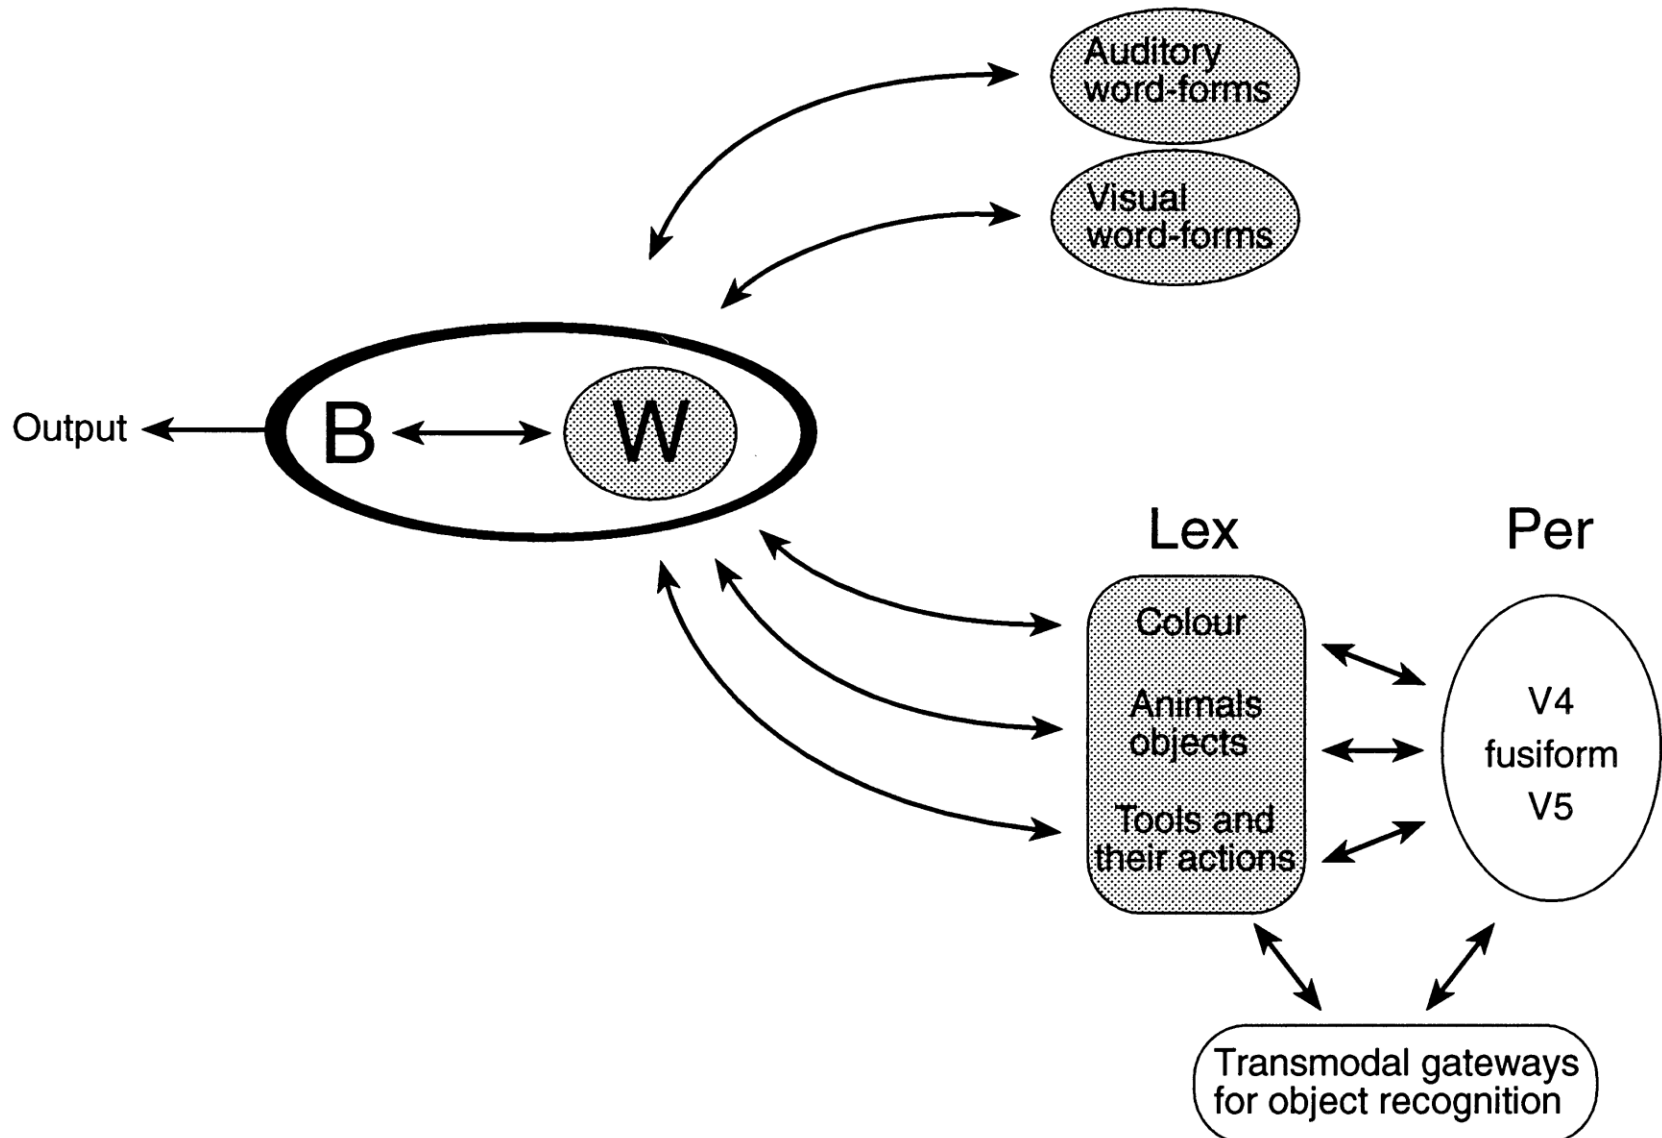 Auditory
word-forms
Visual
word-forms
Output
B
W
Lex
Per
Colour
Animals
objects
Tools and
their actions
V4
fusiform
V5
Transmodal gateways
for object recognition